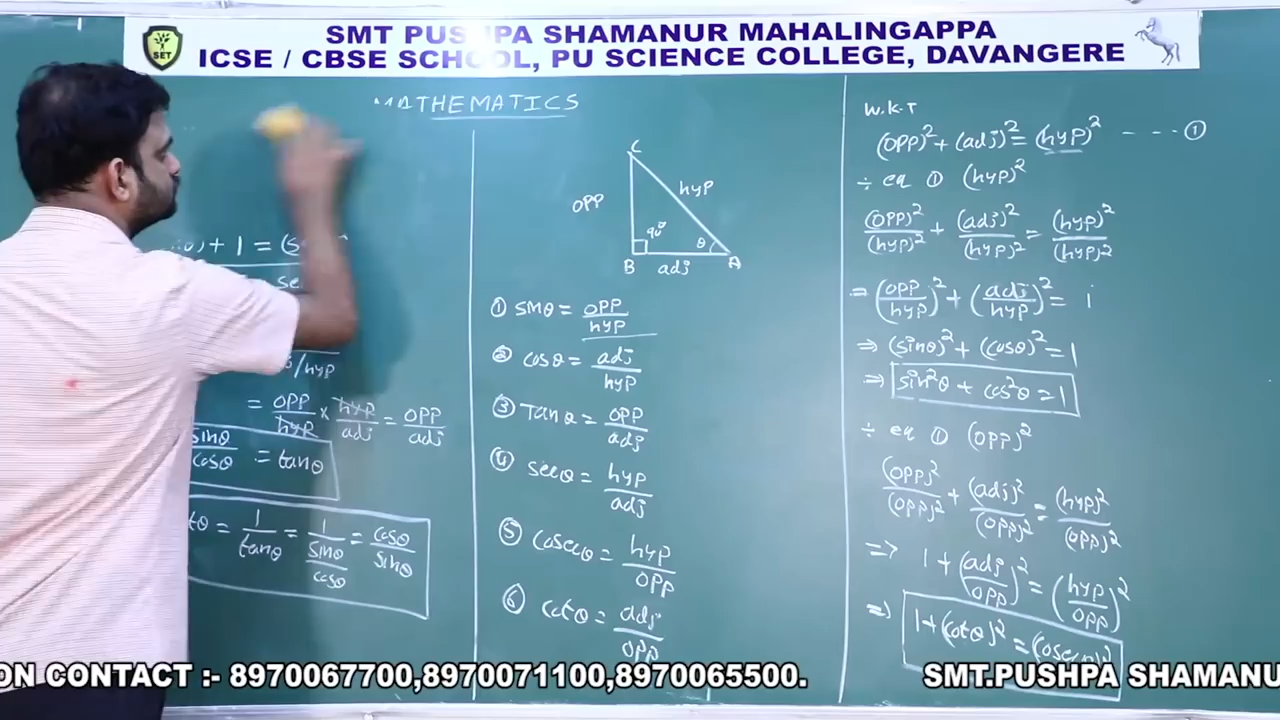 SMT PUSHPA SHAMANUR MAHALINGAPPA
ICSE / CBSE SCHOOL, PU SCIENCE COLLEGE, DAVANGERE
SET
MATHEMATICS
+ 1 =
/hyp
= OPP/hyp × hyp/adj = OPP/adj
sinθ/cosθ = tanθ
tθ = 1/tanθ = 1/(sinθ/cosθ) = cosθ/sinθ
C
OPP
hyp
90°
θ
B
adj
A
① sinθ = OPP/hyp
② cosθ = adj/hyp
③ Tanθ = OPP/adj
④ secθ = hyp/adj
⑤ cosecθ = hyp/OPP
⑥ cotθ = adj/OPP
W.K.T
(OPP)² + (adj)² = (hyp)² - - - - ①
÷ eq ① (hyp)²
(OPP)²/(hyp)² + (adj)²/(hyp)² = (hyp)²/(hyp)²
⇒ (OPP/hyp)² + (adj/hyp)² = 1
⇒ (sinθ)² + (cosθ)² = 1
⇒ sin²θ + cos²θ = 1
÷ eq ① (OPP)²
(OPP)²/(OPP)² + (adj)²/(OPP)² = (hyp)²/(OPP)²
⇒ 1 + (adj/OPP)² = (hyp/OPP)²
⇒ 1 + (cotθ)² = (cosecθ)²
ON CONTACT :- 8970067700,8970071100,8970065500.
SMT.PUSHPA SHAMANU